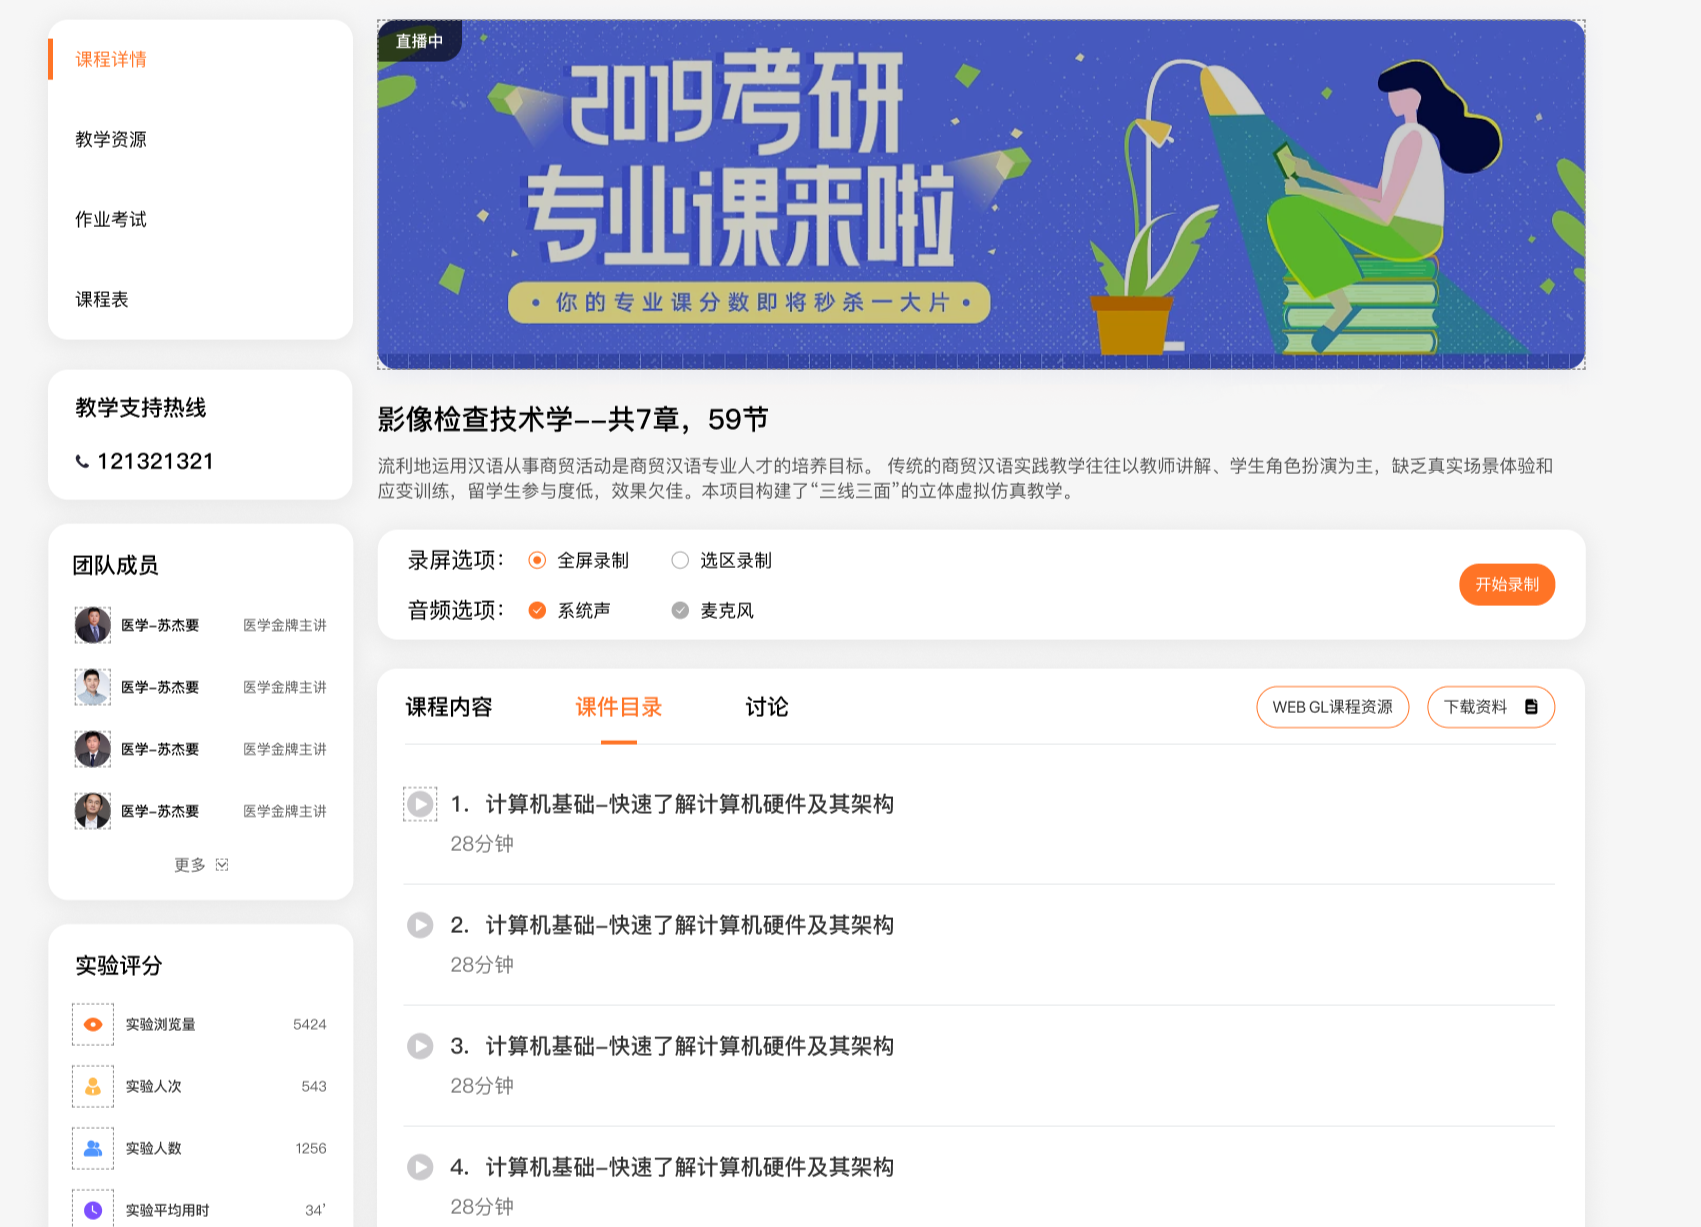 课程详情
教学资源
作业考试
课程表
教学支持热线
121321321
团队成员
医学-苏杰要 医学金牌主讲
医学-苏杰要 医学金牌主讲
医学-苏杰要 医学金牌主讲
医学-苏杰要 医学金牌主讲
更多
实验评分
实验浏览量 5424
实验人次 543
实验人数 1256
实验平均用时 34’
直播中
2019考研
专业课来啦
• 你的专业课分数即将秒杀一大片 •
影像检查技术学--共7章，59节
流利地运用汉语从事商贸活动是商贸汉语专业人才的培养目标。 传统的商贸汉语实践教学往往以教师讲解、学生角色扮演为主，缺乏真实场景体验和
应变训练，留学生参与度低，效果欠佳。本项目构建了“三线三面”的立体虚拟仿真教学。
录屏选项： 全屏录制 选区录制
音频选项： 系统声 麦克风
开始录制
课程内容 课件目录 讨论 WEB GL课程资源 下载资料
1. 计算机基础-快速了解计算机硬件及其架构
28分钟
2. 计算机基础-快速了解计算机硬件及其架构
28分钟
3. 计算机基础-快速了解计算机硬件及其架构
28分钟
4. 计算机基础-快速了解计算机硬件及其架构
28分钟